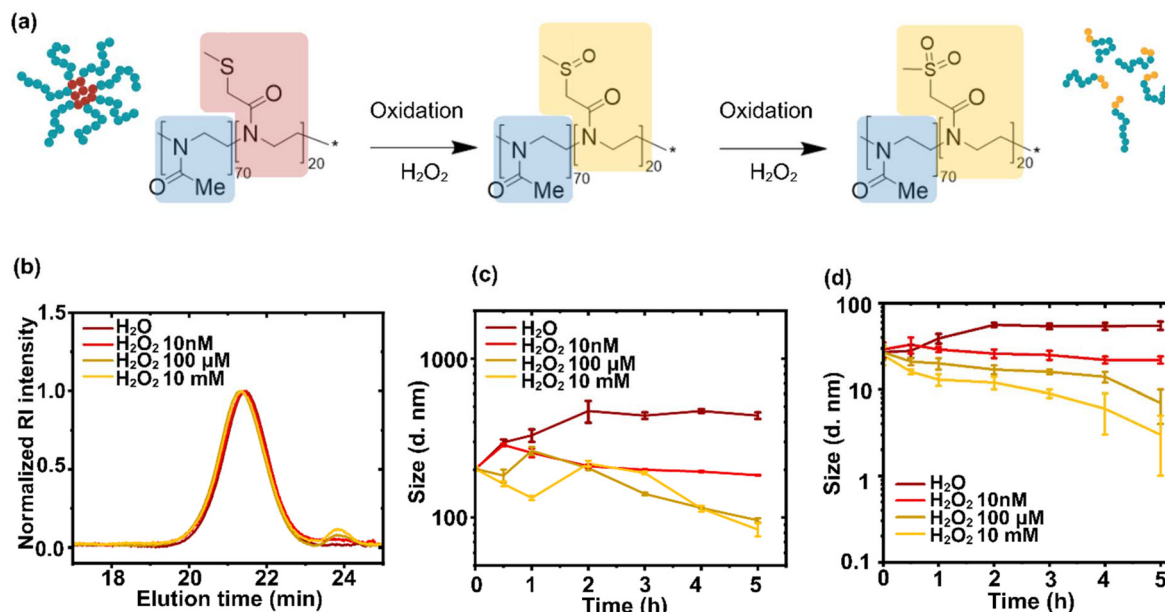 (a)
S
O
N
O
Me
70
N
20
*
Oxidation
H₂O₂
S
O
O
N
O
Me
70
N
20
*
Oxidation
H₂O₂
O
O
S
O
N
O
Me
70
N
20
*
(b)
Normalized RI intensity
1.5
1.0
0.5
0.0
H₂O
H₂O₂ 10nM
H₂O₂ 100 µM
H₂O₂ 10 mM
18 20 22 24
Elution time (min)
(c)
Size (d. nm)
1000
100
H₂O
H₂O₂ 10nM
H₂O₂ 100 µM
H₂O₂ 10 mM
0 1 2 3 4 5
Time (h)
(d)
Size (d. nm)
100
10
1
0.1
H₂O
H₂O₂ 10nM
H₂O₂ 100 µM
H₂O₂ 10 mM
0 1 2 3 4 5
Time (h)